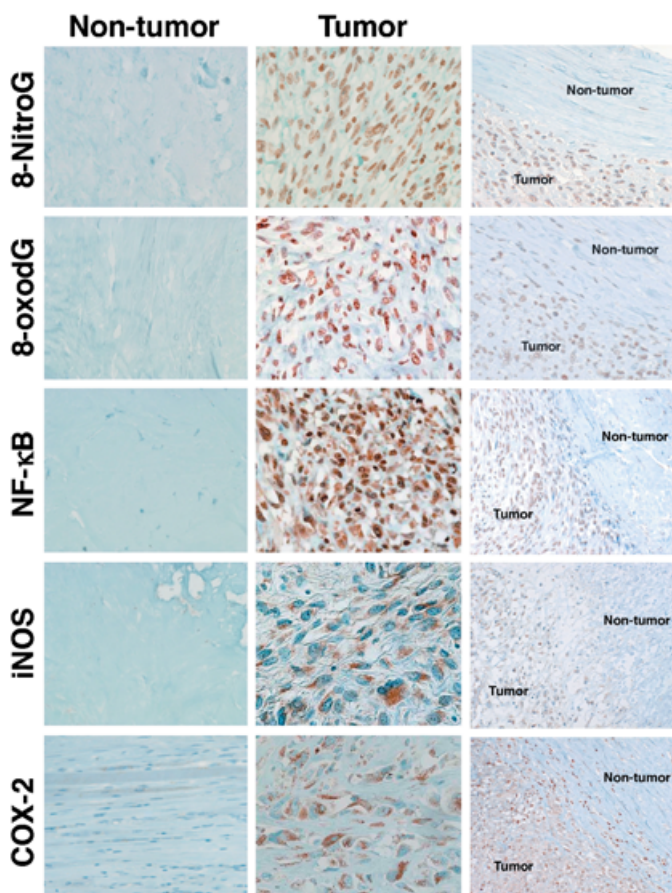 Non-tumor Tumor
8-NitroG
Non-tumor
Tumor
8-oxodG
Non-tumor
Tumor
NF-κB
Non-tumor
Tumor
iNOS
Non-tumor
Tumor
COX-2
Non-tumor
Tumor